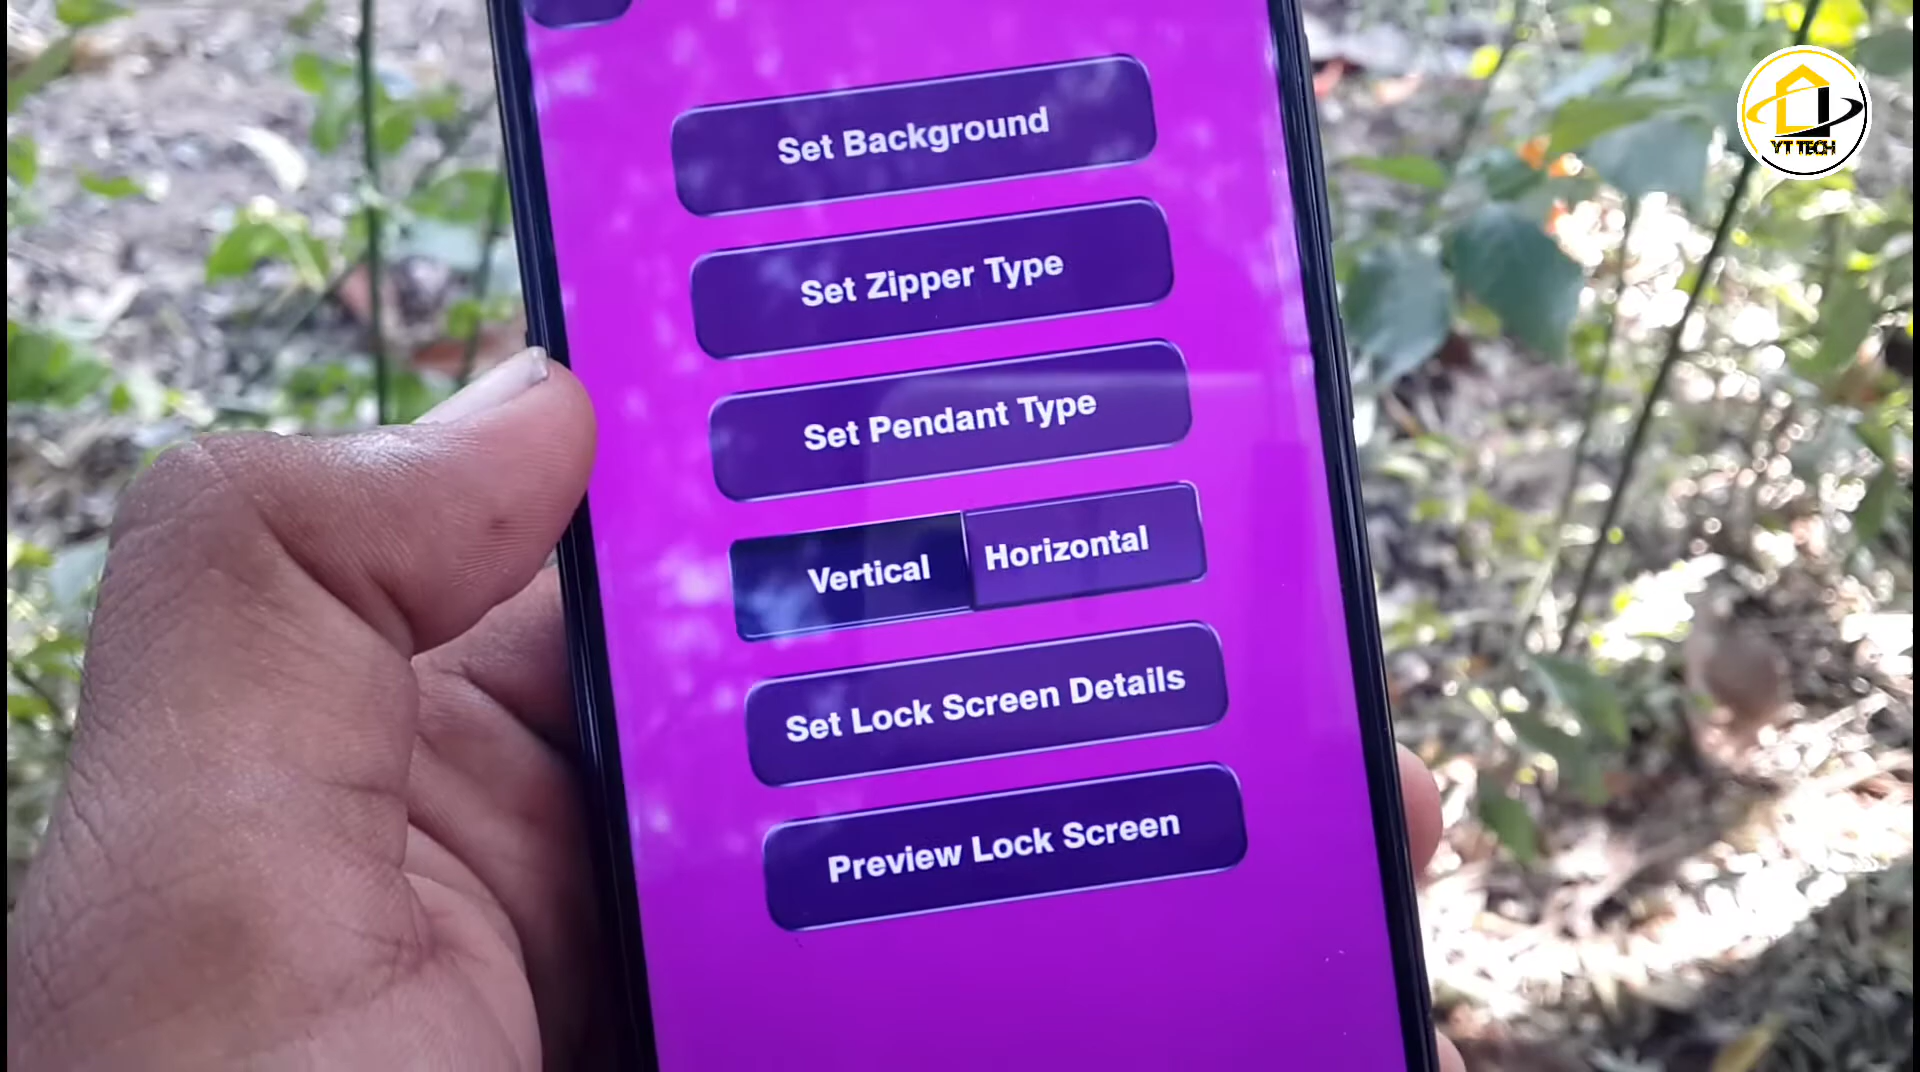 YT TECH
Set Background
Set Zipper Type
Set Pendant Type
Vertical Horizontal
Set Lock Screen Details
Preview Lock Screen